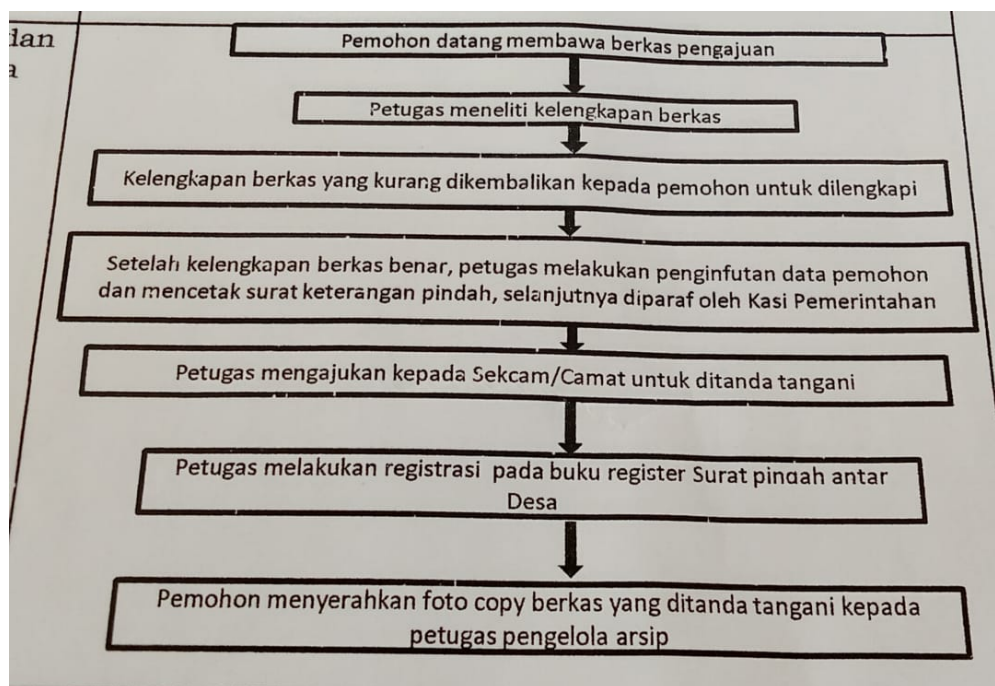 dan
a
Pemohon datang membawa berkas pengajuan
Petugas meneliti kelengkapan berkas
Kelengkapan berkas yang kurang dikembalikan kepada pemohon untuk dilengkapi
Setelah kelengkapan berkas benar, petugas melakukan penginfutan data pemohon
dan mencetak surat keterangan pindah, selanjutnya diparaf oleh Kasi Pemerintahan
Petugas mengajukan kepada Sekcam/Camat untuk ditanda tangani
Petugas melakukan registrasi pada buku register Surat pindah antar
Desa
Pemohon menyerahkan foto copy berkas yang ditanda tangani kepada
petugas pengelola arsip